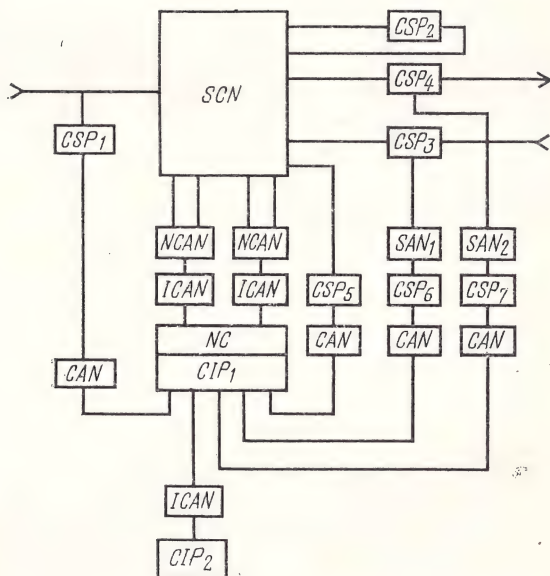 CSP2
SCN
CSP4
CSP1
CSP3
NCAN
NCAN
SAN1
SAN2
ICAN
ICAN
CSP5
CSP6
CSP7
NC
CAN
CAN
CAN
CAN
CIP1
ICAN
CIP2